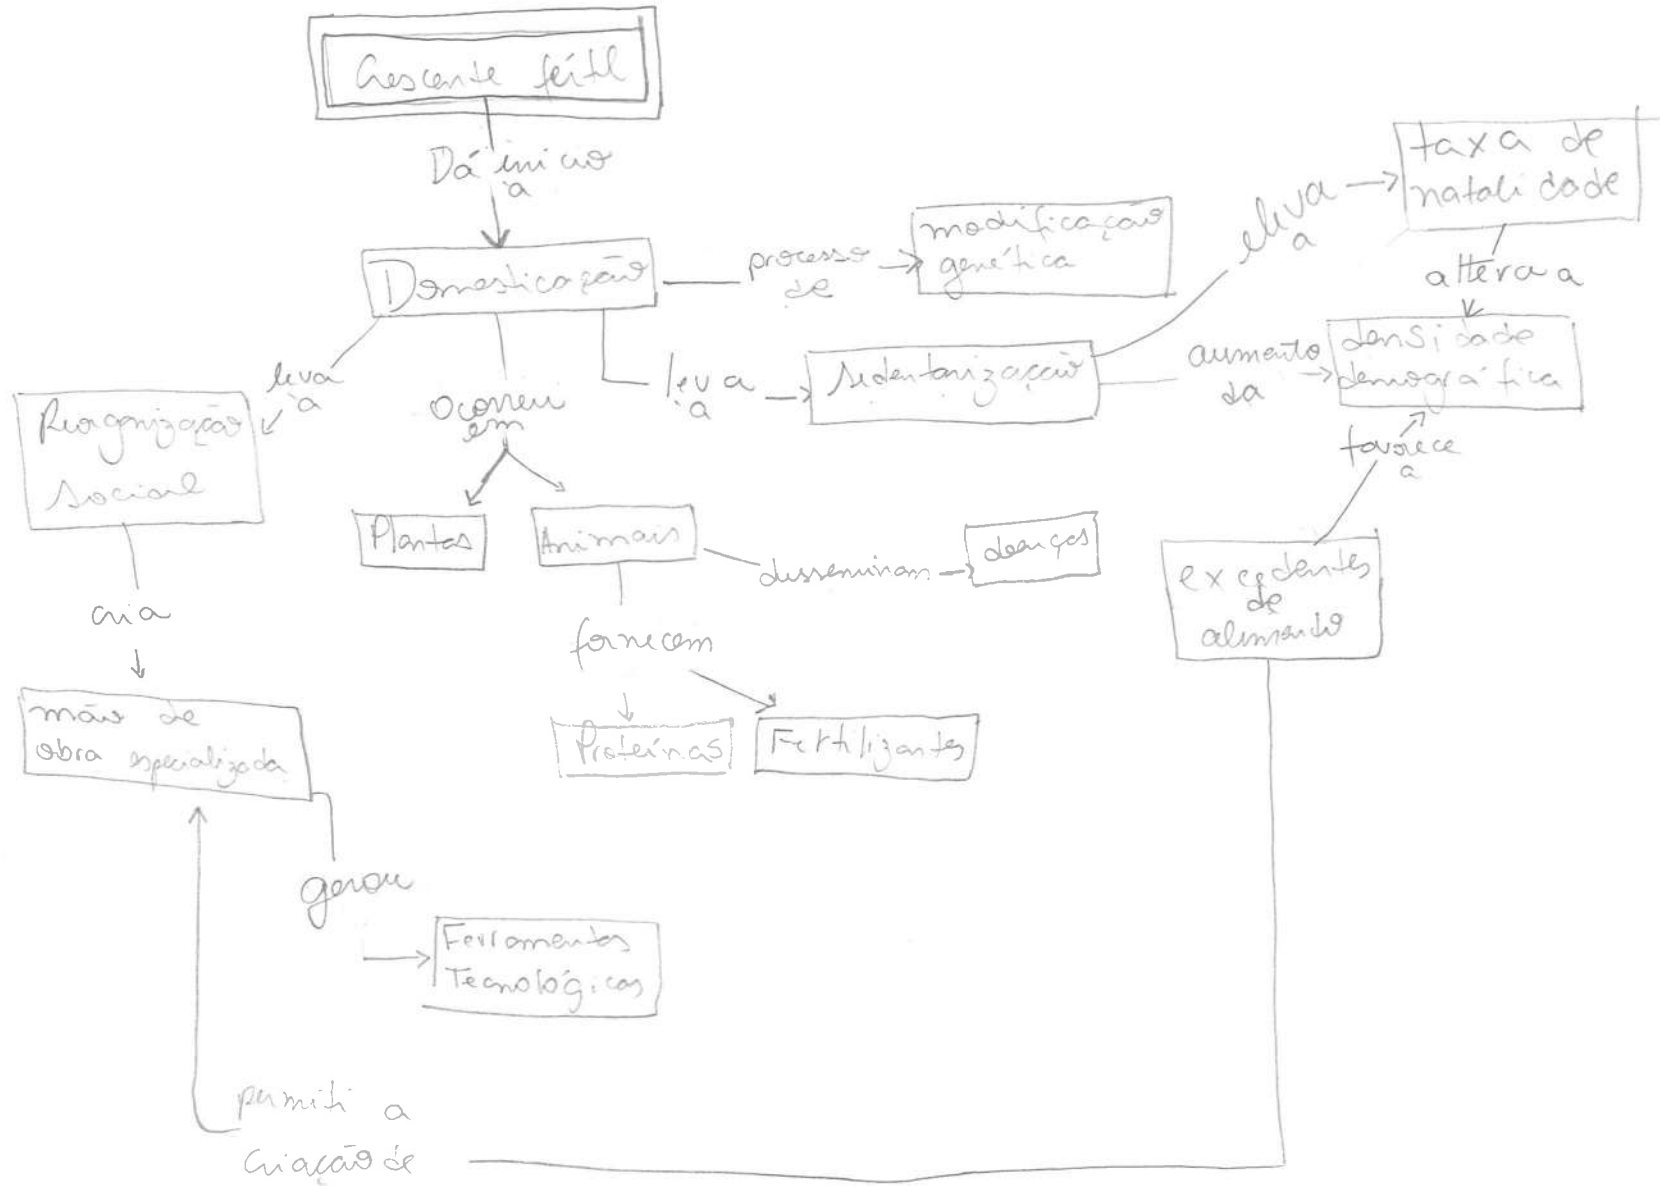 Crescente fértil
Dá inicio
a
Domesticação
processo
de
modificação
genética
eleva
a
taxa de
natalidade
altera a
densidade
demográfica
aumento
da
Sedentarização
leva
a
leva
a
Reorganização
social
ocorreu
em
Plantas
Animais
disseminam
doenças
favorece
a
excedentes
de
alimento
cria
fornecem
Proteínas
Fertilizantes
mão de
obra especializada
gerou
Ferramentas
Tecnológicas
permiti a
criação de